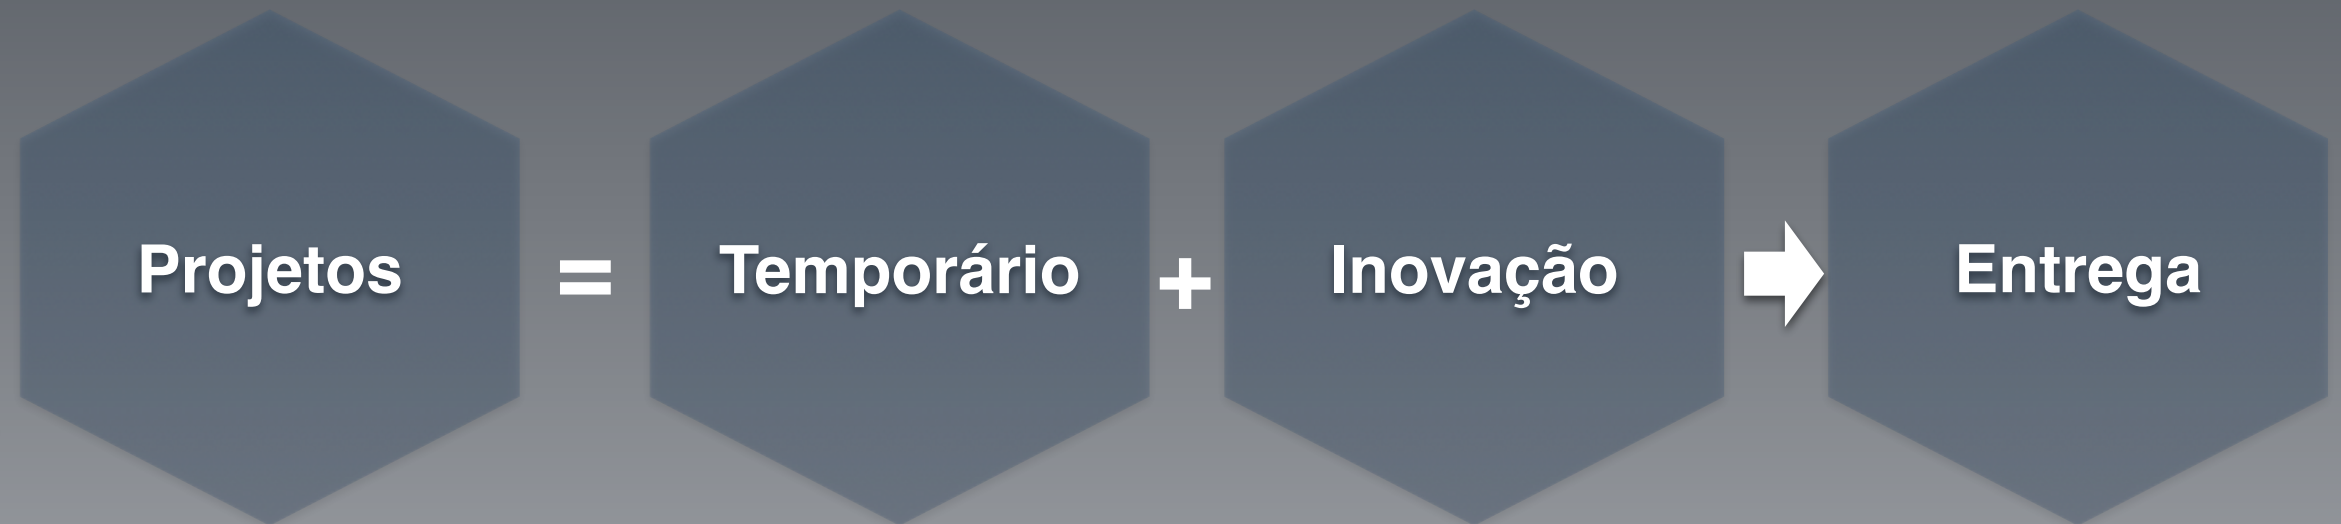 Projetos = Temporário + Inovação Entrega